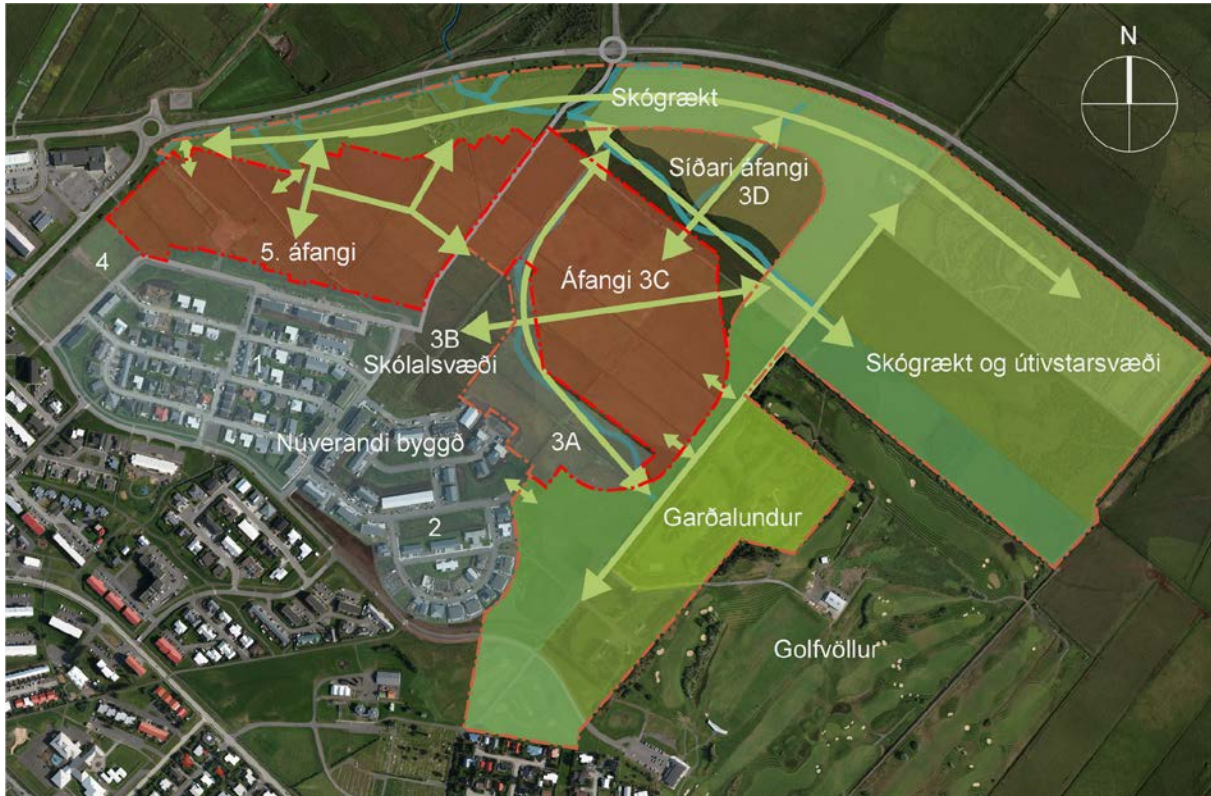 N
Skógrækt
Síðari áfangi
3D
5. áfangi
4
Áfangi 3C
3B
Skólalsvæði
1
Skógrækt og útivstarsvæði
Núverandi byggð
3A
2
Garðalundur
Golfvöllur